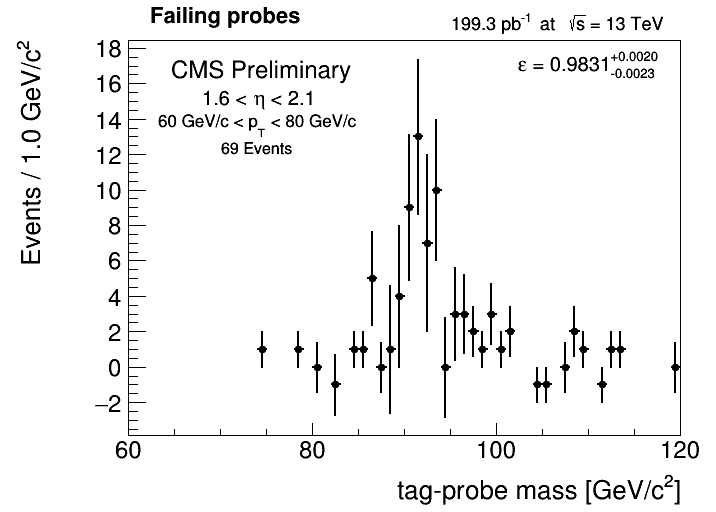 Failing probes
199.3 pb⁻¹ at √s = 13 TeV
CMS Preliminary
1.6 < η < 2.1
60 GeV/c < p_T < 80 GeV/c
69 Events
ε = 0.9831 +0.0020 -0.0023
Events / 1.0 GeV/c²
18
16
14
12
10
8
6
4
2
0
−2
60 80 100 120
tag-probe mass [GeV/c²]